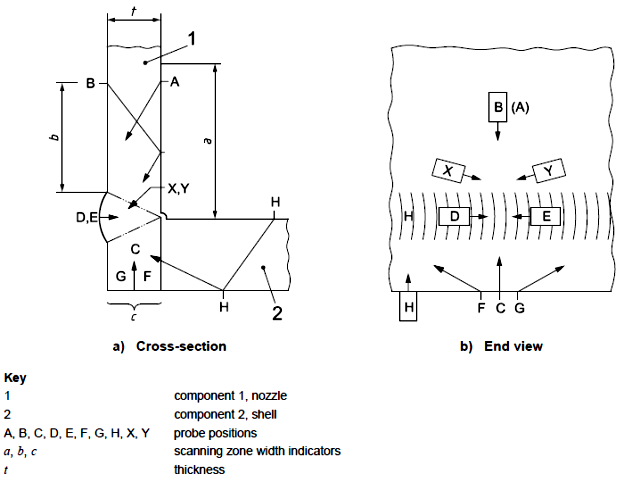 t
1
B
A
b
a
X,Y
D,E
H
C
G
F
H
2
c
a) Cross-section
B (A)
X
Y
H
D
E
H
F C G
b) End view
Key
1 component 1, nozzle
2 component 2, shell
A, B, C, D, E, F, G, H, X, Y probe positions
a, b, c scanning zone width indicators
t thickness